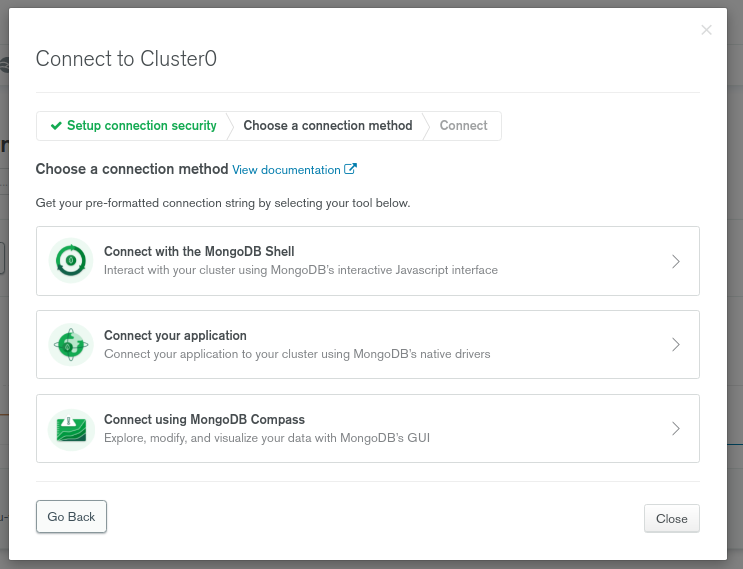 Connect to Cluster0
Setup connection security Choose a connection method Connect
Choose a connection method View documentation
Get your pre-formatted connection string by selecting your tool below.
Connect with the MongoDB Shell
Interact with your cluster using MongoDB's interactive Javascript interface
Connect your application
Connect your application to your cluster using MongoDB's native drivers
Connect using MongoDB Compass
Explore, modify, and visualize your data with MongoDB's GUI
Go Back Close